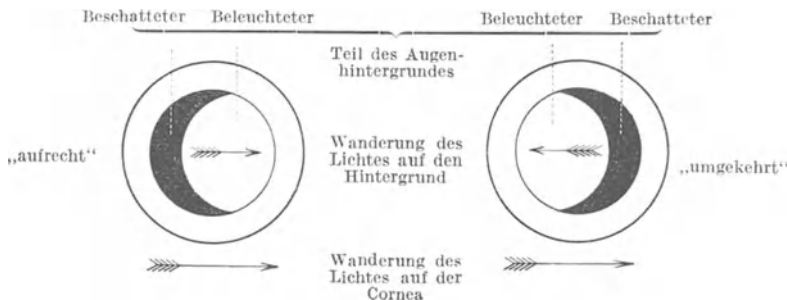 Beschatteter Beleuchteter Beleuchteter Beschatteter
Teil des Augen-
hintergrundes
Wanderung des
Lichtes auf den
Hintergrund
„aufrecht“
„umgekehrt“
Wanderung des
Lichtes auf der
Cornea